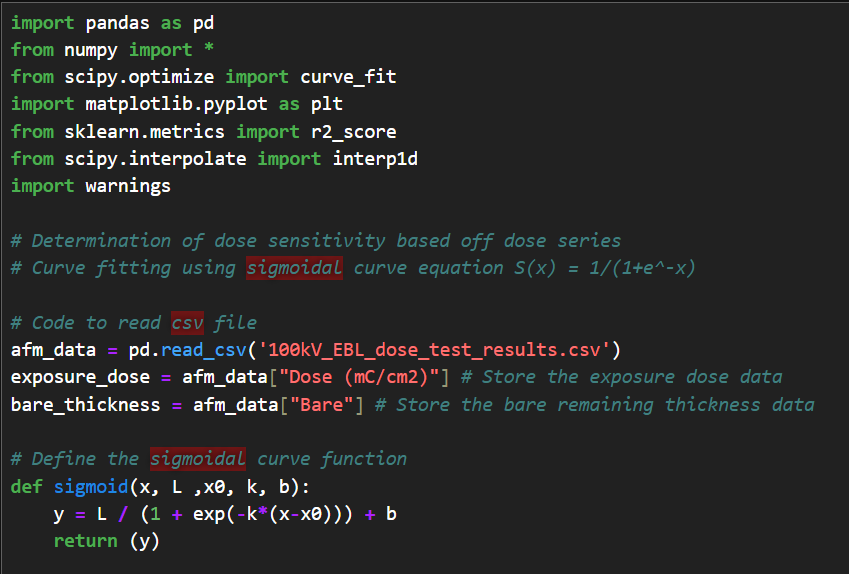 import pandas as pd
from numpy import *
from scipy.optimize import curve_fit
import matplotlib.pyplot as plt
from sklearn.metrics import r2_score
from scipy.interpolate import interp1d
import warnings

# Determination of dose sensitivity based off dose series
# Curve fitting using sigmoidal curve equation S(x) = 1/(1+e^-x)

# Code to read csv file
afm_data = pd.read_csv('100kV_EBL_dose_test_results.csv')
exposure_dose = afm_data["Dose (mC/cm2)"] # Store the exposure dose data
bare_thickness = afm_data["Bare"] # Store the bare remaining thickness data

# Define the sigmoidal curve function
def sigmoid(x, L ,x0, k, b):
    y = L / (1 + exp(-k*(x-x0))) + b
    return (y)